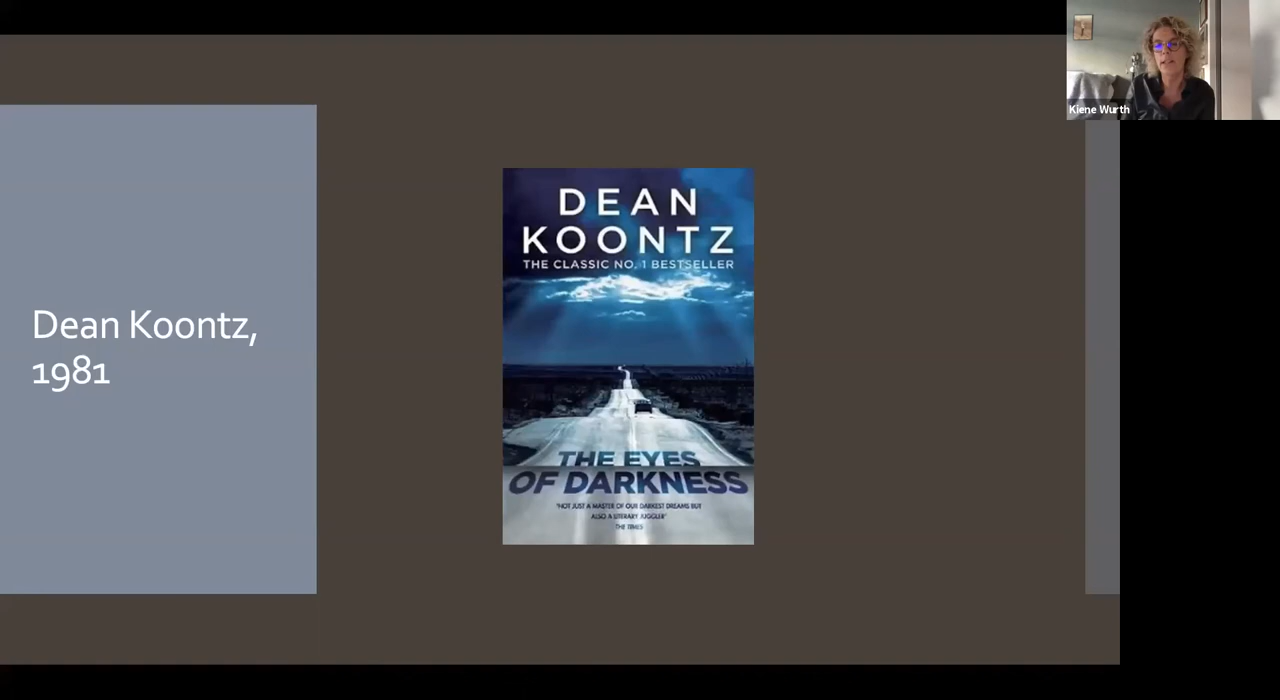 Kiene Wurth
Dean Koontz,
1981
DEAN
KOONTZ
THE CLASSIC NO. 1 BESTSELLER
THE EYES
OF DARKNESS
"NOT JUST A MASTER OF OUR DARKEST DREAMS BUT
ALSO A LITERARY JUGGLER"
THE TIMES